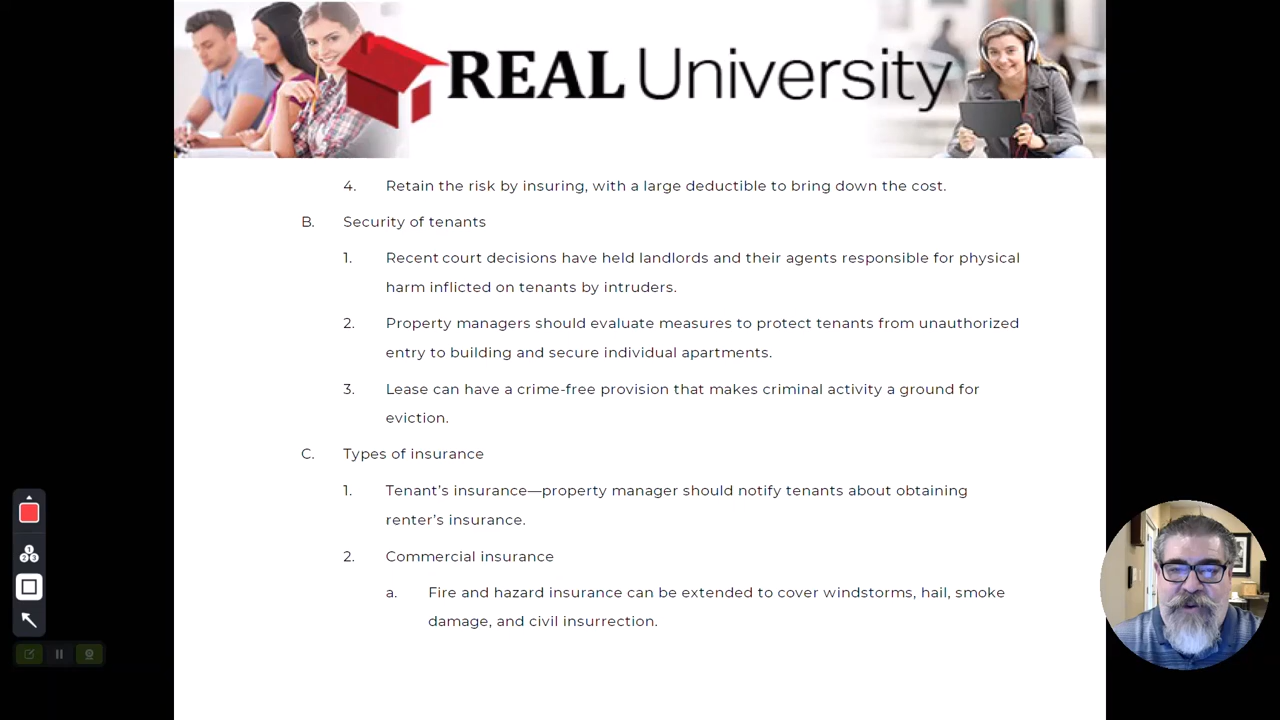 REAL University
4. Retain the risk by insuring, with a large deductible to bring down the cost.
B. Security of tenants
1. Recent court decisions have held landlords and their agents responsible for physical
harm inflicted on tenants by intruders.
2. Property managers should evaluate measures to protect tenants from unauthorized
entry to building and secure individual apartments.
3. Lease can have a crime-free provision that makes criminal activity a ground for
eviction.
C. Types of insurance
1. Tenant’s insurance—property manager should notify tenants about obtaining
renter’s insurance.
2. Commercial insurance
a. Fire and hazard insurance can be extended to cover windstorms, hail, smoke
damage, and civil insurrection.